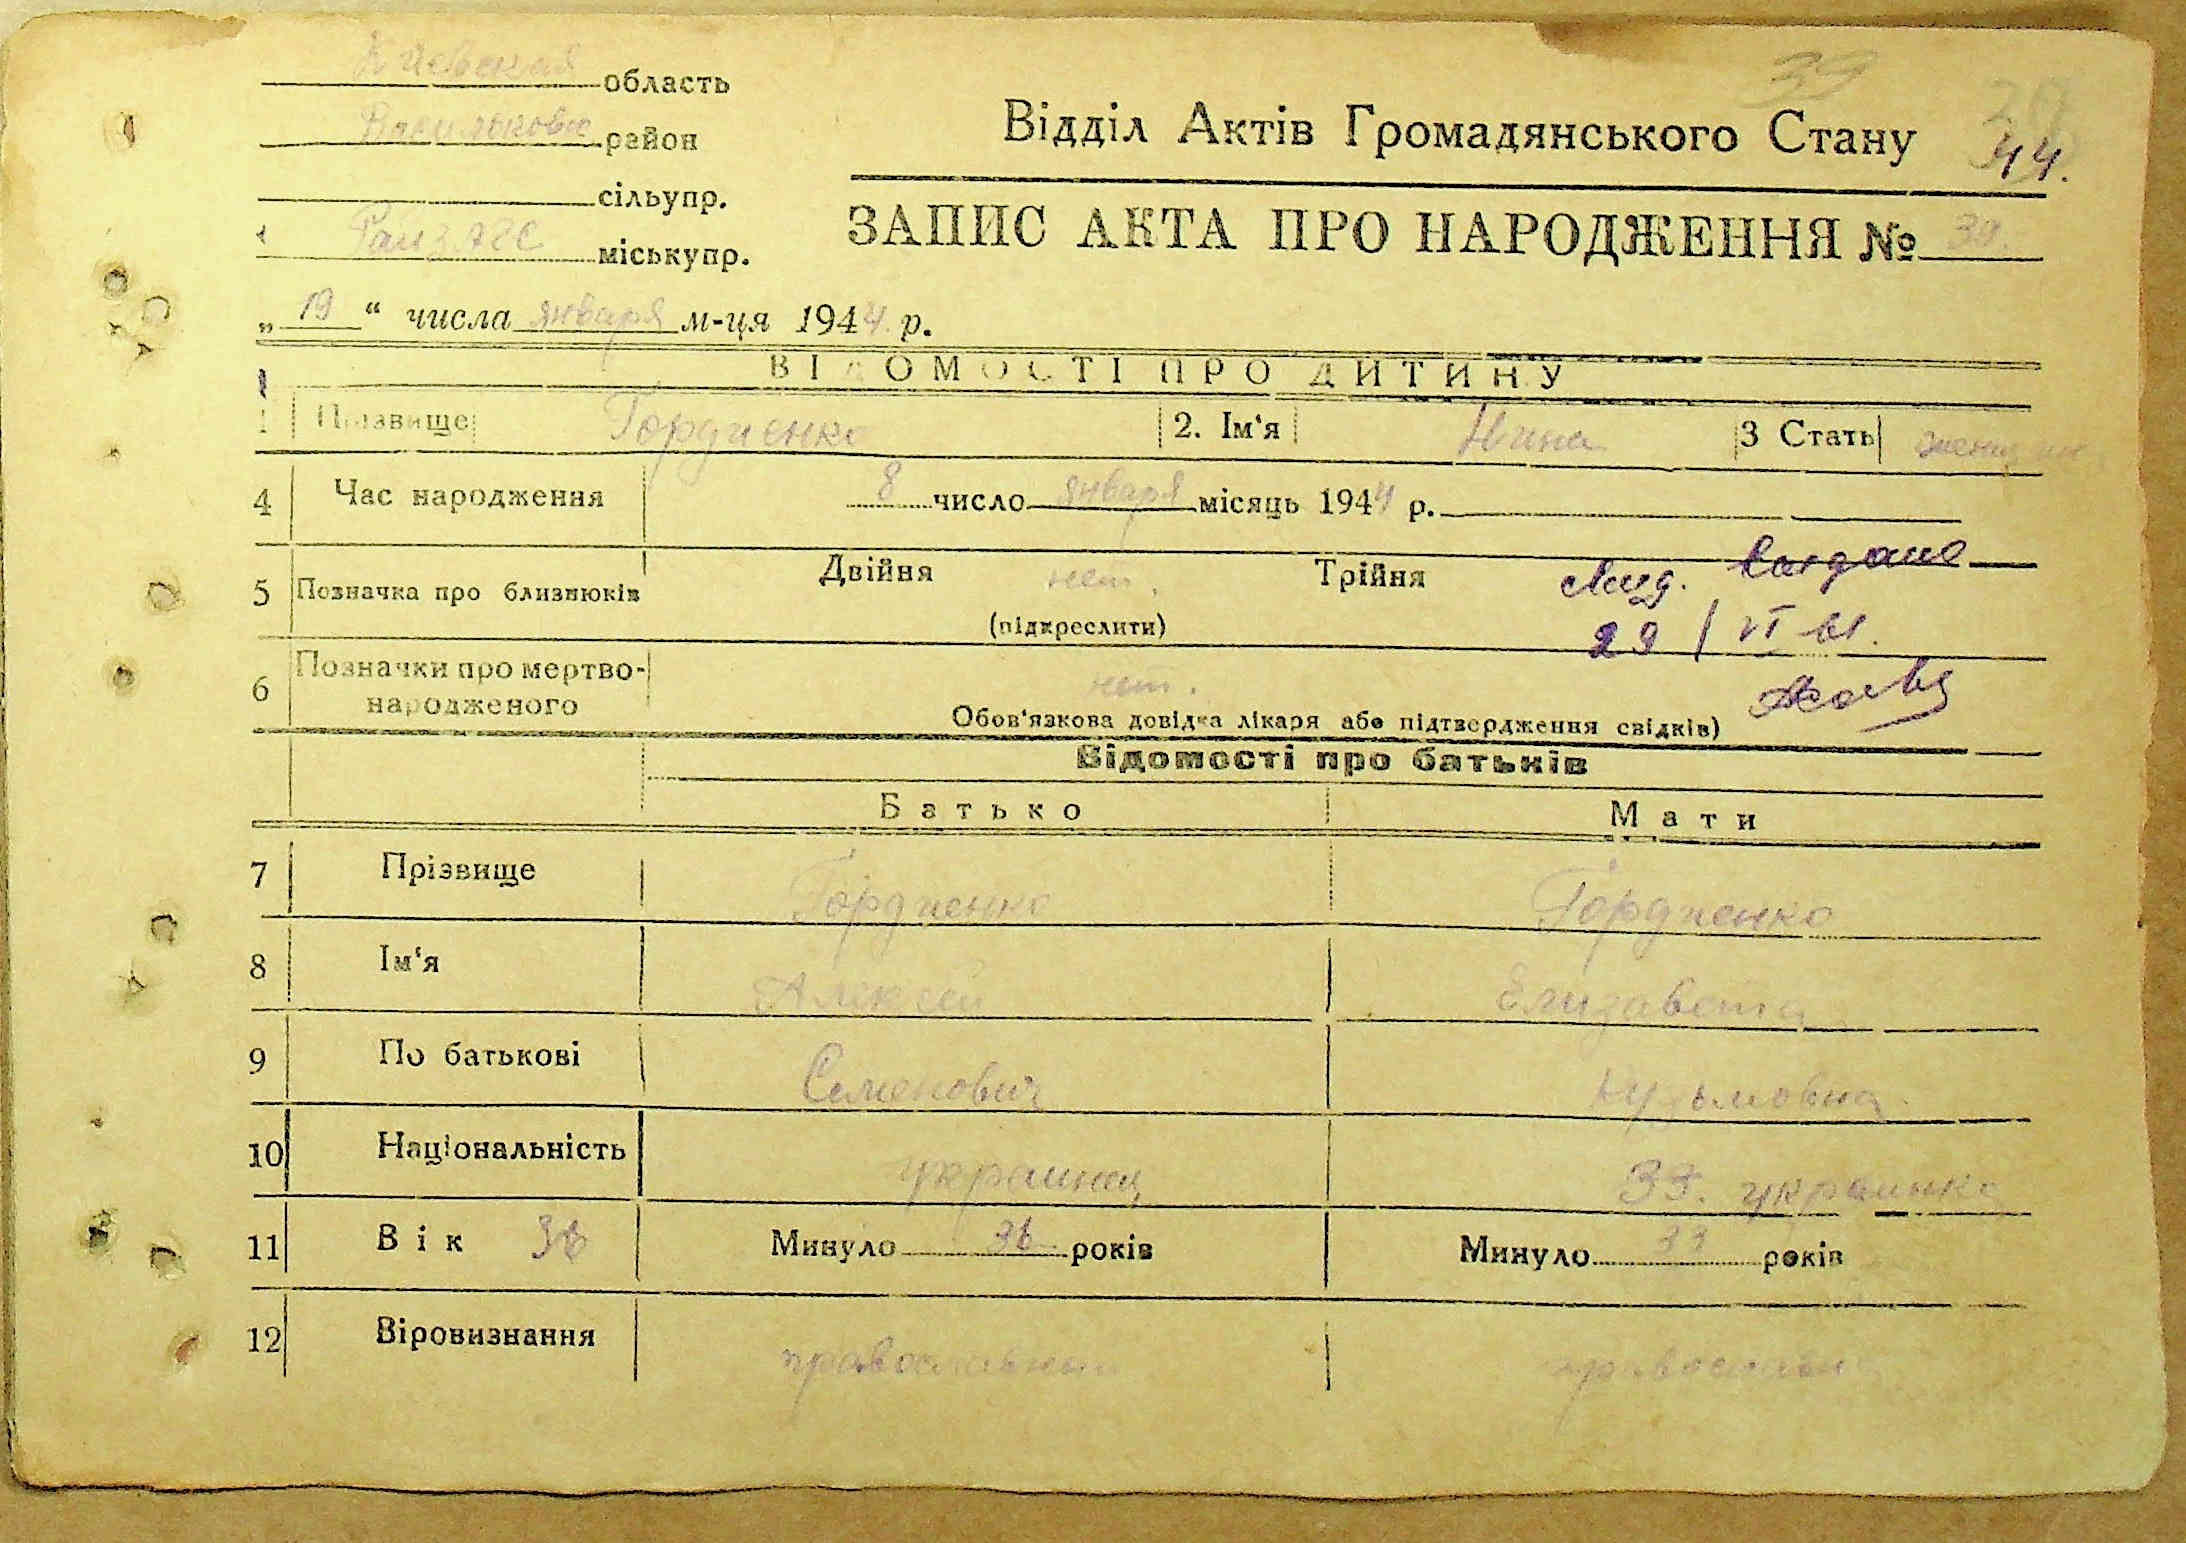 Киевская область
39
Васильков район
Відділ Актів Громадянського Стану
44.
сільупр.
РайЗАГС міськупр.
ЗАПИС АКТА ПРО НАРОДЖЕННЯ № 39.
„19“ числа января м-ця 1944 р.
ВІДОМОСТІ ПРО ДИТИНУ
1 Прізвище Гордиенко 2. Ім‘я Нина 3 Стать
4 Час народження 8 число января місяць 1944 р.
5 Позначка про близнюків Двійня нет. Трійня
(підкреслити)
29/VI 61.
6 Позначки про мертво-
народженого нет.
Обов‘язкова довідка лікаря або підтвердження свідків)
Відомості про батьків
Батько Мати
7 Прізвище Гордиенко Гордиенко
8 Ім‘я Алексей Елизавета
9 По батькові Семенович Кузьмовна
10 Національність украинец 33. украинка
11 Вік 36 Минуло 36 років Минуло 33 років
12 Віровизнання православный